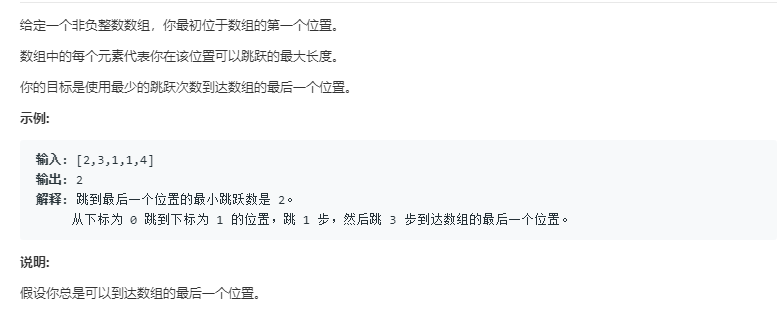 给定一个非负整数数组，你最初位于数组的第一个位置。
数组中的每个元素代表你在该位置可以跳跃的最大长度。
你的目标是使用最少的跳跃次数到达数组的最后一个位置。
示例:
输入: [2,3,1,1,4]
输出: 2
解释: 跳到最后一个位置的最小跳跃数是 2。
从下标为 0 跳到下标为 1 的位置，跳 1 步，然后跳 3 步到达数组的最后一个位置。
说明:
假设你总是可以到达数组的最后一个位置。